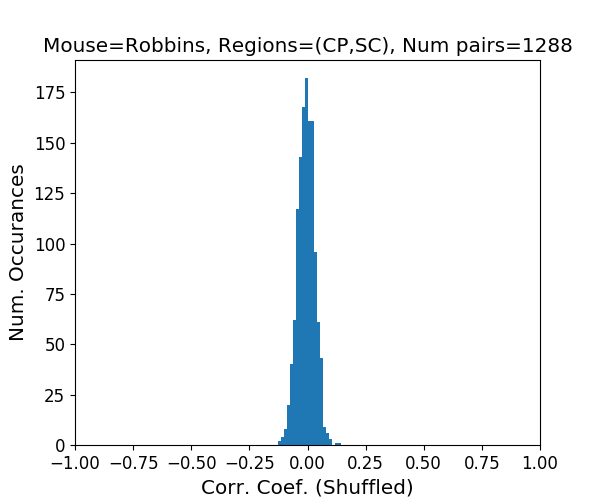 Mouse=Robbins, Regions=(CP,SC), Num pairs=1288
Num. Occurances
175
150
125
100
75
50
25
0
−1.00 −0.75 −0.50 −0.25 0.00 0.25 0.50 0.75 1.00
Corr. Coef. (Shuffled)